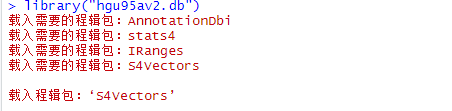 > library("hgu95av2.db")
载入需要的程辑包：AnnotationDbi
载入需要的程辑包：stats4
载入需要的程辑包：IRanges
载入需要的程辑包：S4Vectors
载入程辑包：‘S4Vectors’